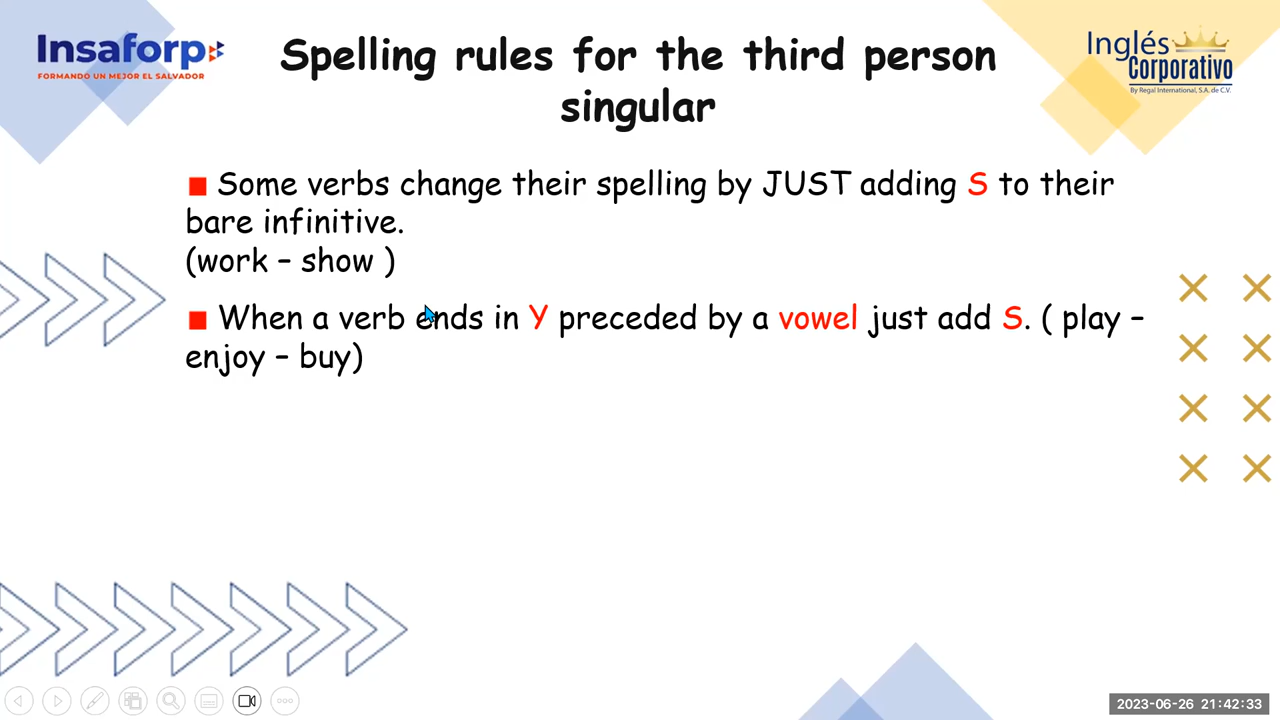 Insaforp
FORMANDO UN MEJOR EL SALVADOR
Spelling rules for the third person
singular
Inglés
Corporativo
By Regal International, S.A. de C.V.
■ Some verbs change their spelling by JUST adding S to their
bare infinitive.
(work – show )
■ When a verb ends in Y preceded by a vowel just add S. ( play –
enjoy – buy)
2023-06-26 21:42:33